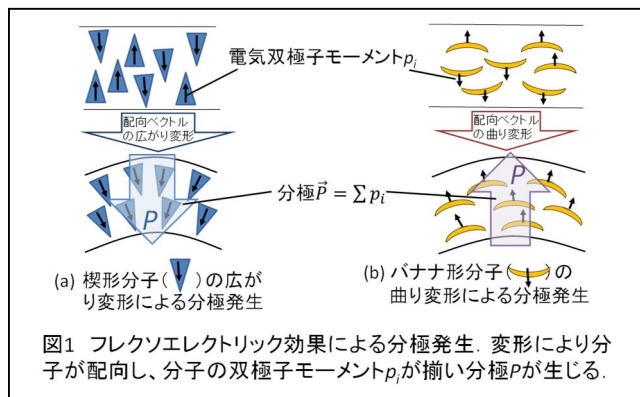 電気双極子モーメントpi
配向ベクトル
の広がり変形
配向ベクトル
の曲り変形
P
分極P⃗ = ∑ pi
P
(a) 楔形分子( )の広が
り変形による分極発生
(b) バナナ形分子( )の
曲り変形による分極発生
図1 フレクソエレクトリック効果による分極発生. 変形により分
子が配向し、分子の双極子モーメントpiが揃い分極Pが生じる.